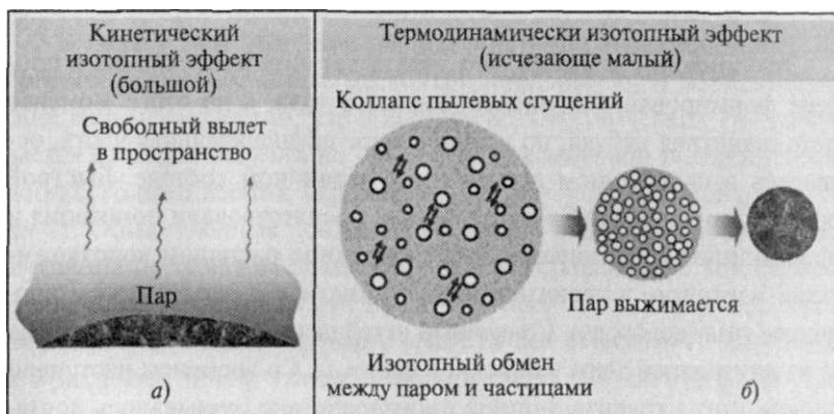 Кинетический
изотопный эффект
(большой)
Свободный вылет
в пространство
Пар
а)
Термодинамически изотопный эффект
(исчезающе малый)
Коллапс пылевых сгущений
Пар выжимается
Изотопный обмен
между паром и частицами
б)